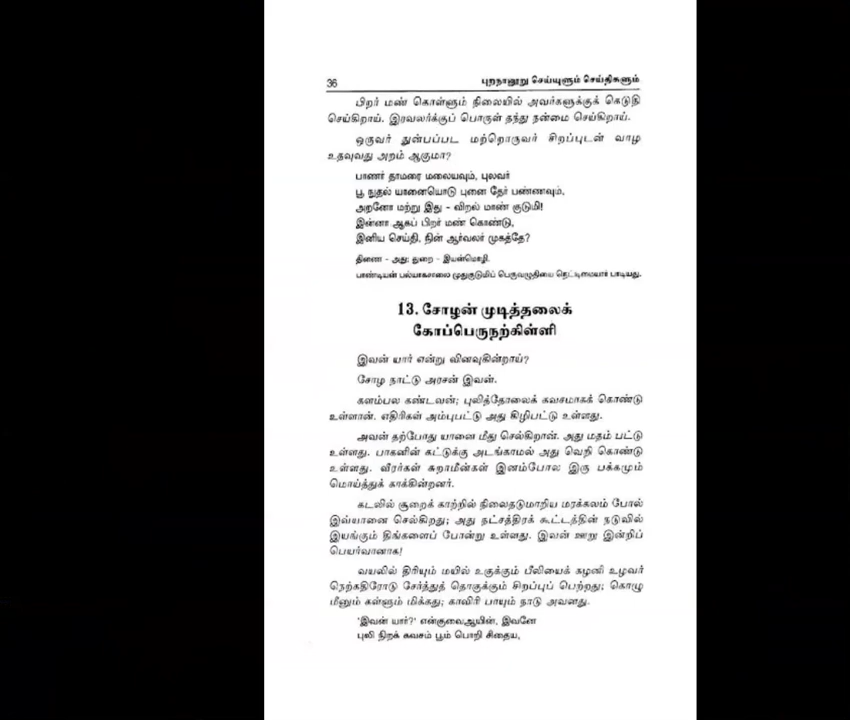 36
புறநானூறு செய்யுளும் செய்திகளும்
பிறர் மண் கொள்ளும் நிலையில் அவர்களுக்குக் கெடுதி
செய்கிறாய். இரவலர்க்குப் பொருள் தந்து நன்மை செய்கிறாய்.
ஒருவர் துன்பப்பட மற்றொருவர் சிறப்புடன் வாழ
உதவுவது அறம் ஆகுமா?
பாணர் தாமரை மலையவும், புலவர்
பூ நுதல் யானையொடு புனை தேர் பண்ணவும்,
அறனோ மற்று இது - விறல் மாண் குடுமி!
இன்னா ஆகப் பிறர் மண் கொண்டு,
இனிய செய்தி, நின் ஆர்வலர் முகத்தே?
திணை - அது; துறை - இயன்மொழி.
பாண்டியன் பல்யாகசாலை முதுகுடுமிப் பெருவழுதியை நெட்டிமையார் பாடியது.
13. சோழன் முடித்தலைக்
கோப்பெருநற்கிள்ளி
இவன் யார் என்று வினவுகின்றாய்?
சோழ நாட்டு அரசன் இவன்.
களம்பல கண்டவன்; புலித்தோலைக் கவசமாகக் கொண்டு
உள்ளான். எதிரிகள் அம்புபட்டு அது கிழிபட்டு உள்ளது.
அவன் தற்போது யானை மீது செல்கிறான். அது மதம் பட்டு
உள்ளது. பாகனின் கட்டுக்கு அடங்காமல் அது வெறி கொண்டு
உள்ளது. வீரர்கள் சுறாமீன்கள் இனம்போல இரு பக்கமும்
மொய்த்துக் காக்கின்றனர்.
கடலில் சூறைக் காற்றில் நிலைதடுமாறிய மரக்கலம் போல்
இவ்யானை செல்கிறது; அது நட்சத்திரக் கூட்டத்தின் நடுவில்
இயங்கும் திங்களைப் போன்று உள்ளது. இவன் ஊறு இன்றிப்
பெயர்வானாக!
வயலில் திரியும் மயில் உகுக்கும் பீலியைக் கழனி உழவர்
நெற்கதிரோடு சேர்த்துத் தொகுக்கும் சிறப்புப் பெற்றது; கொழு
மீனும் கள்ளும் மிக்கது; காவிரி பாயும் நாடு அவனது.
'இவன் யார்?' என்குவைஆயின், இவனே
புலி நிறக் கவசம் பூம் பொறி சிதைய,